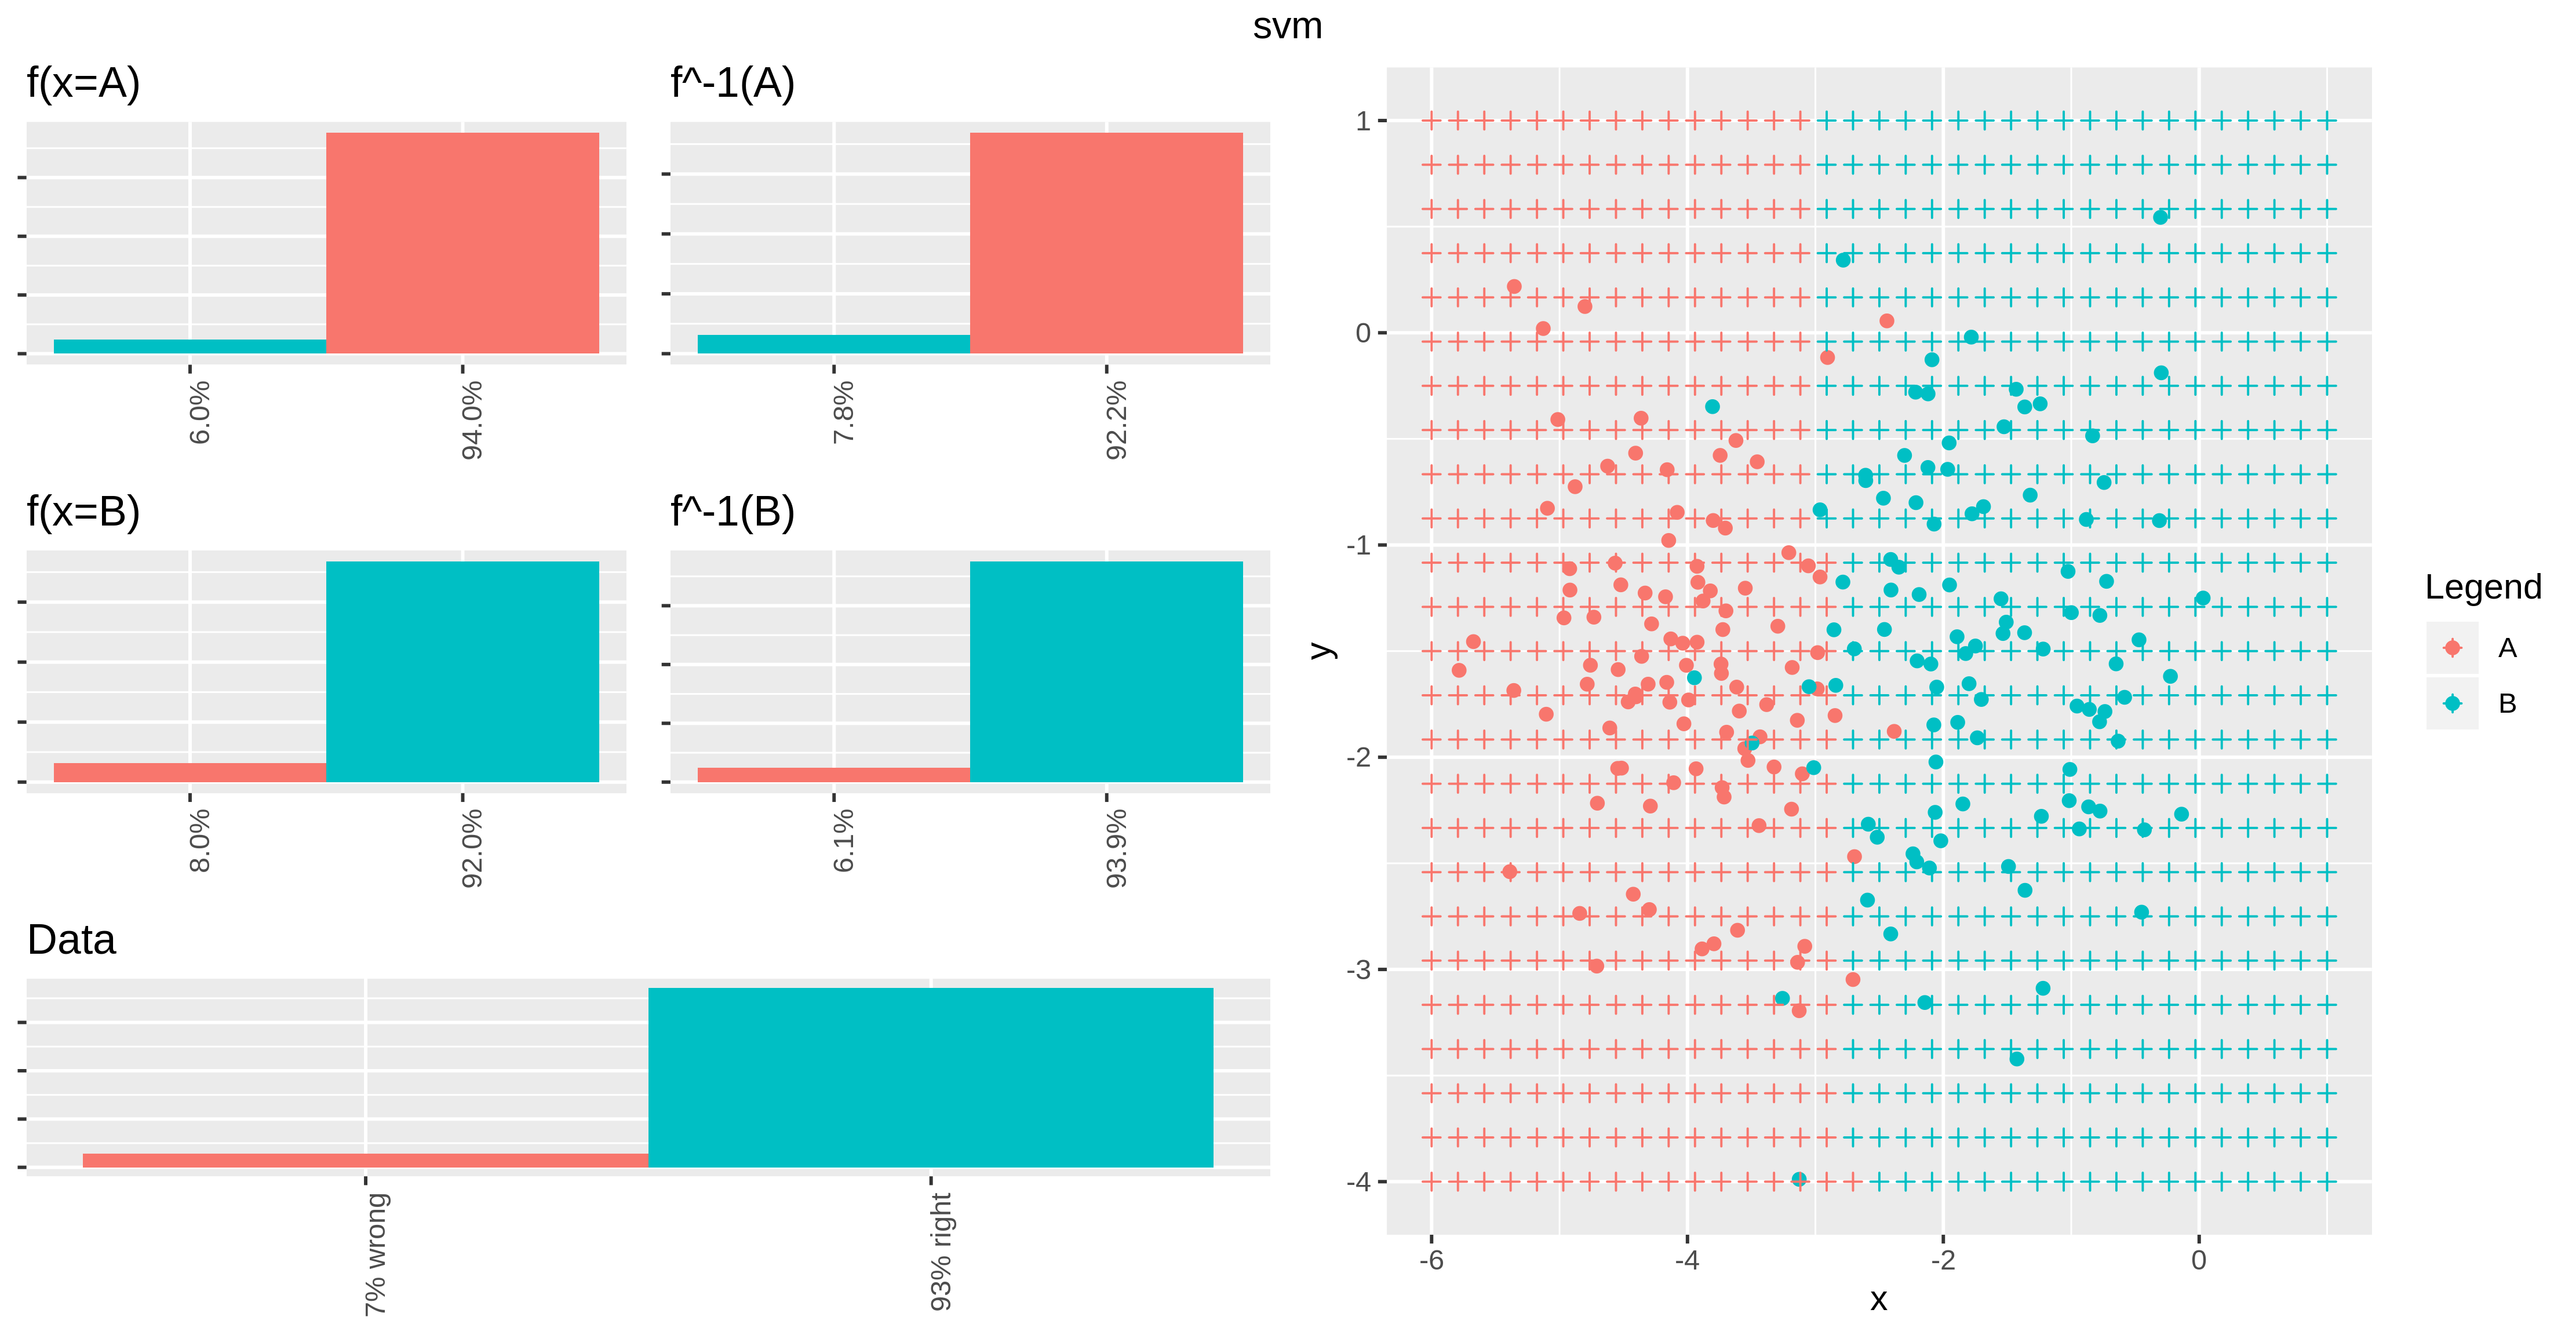 svm
f(x=A)
6.0%
94.0%
f^-1(A)
7.8%
92.2%
f(x=B)
8.0%
92.0%
f^-1(B)
6.1%
93.9%
Data
7% wrong
93% right
1
0
-1
-2
-3
-4
y
-6
-4
-2
0
x
Legend
A
B